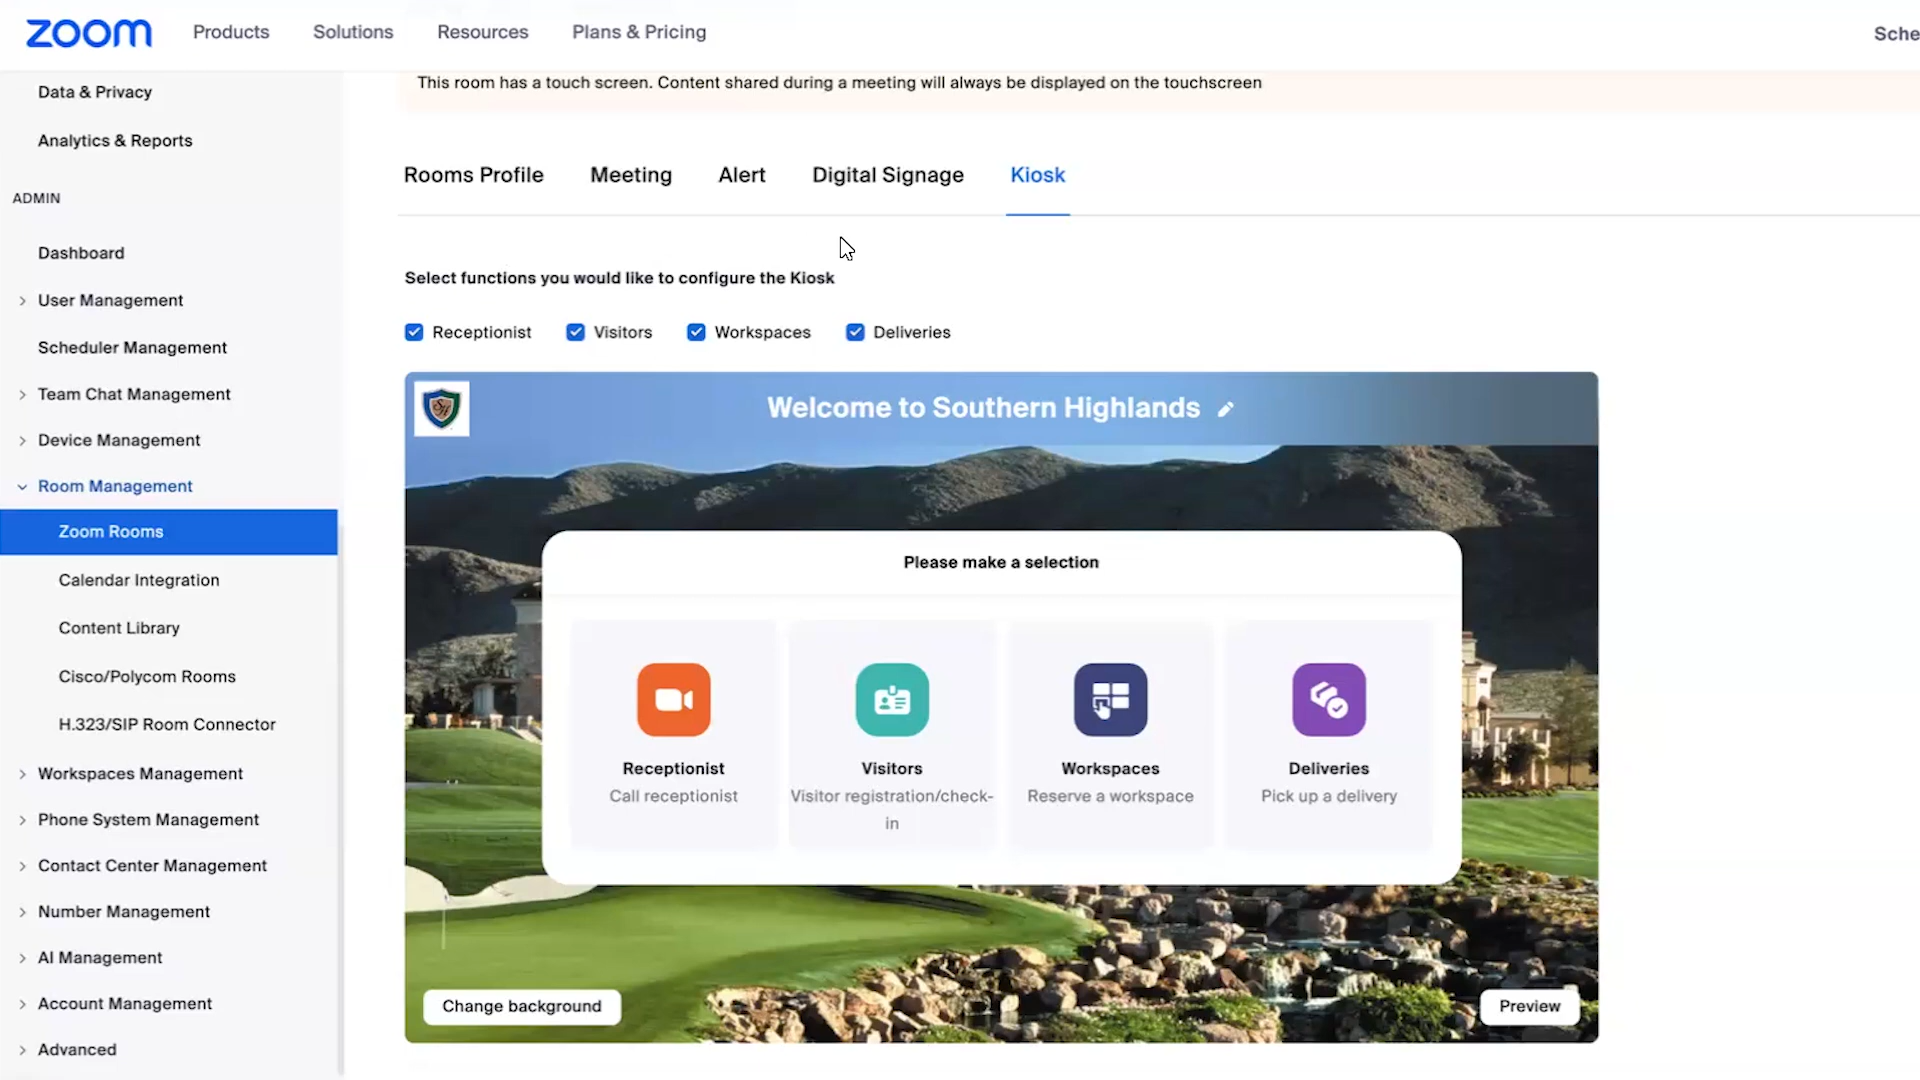 zoom
Products Solutions Resources Plans & Pricing Sche
This room has a touch screen. Content shared during a meeting will always be displayed on the touchscreen
Data & Privacy
Analytics & Reports
ADMIN
Dashboard
User Management
Scheduler Management
Team Chat Management
Device Management
Room Management
Zoom Rooms
Calendar Integration
Content Library
Cisco/Polycom Rooms
H.323/SIP Room Connector
Workspaces Management
Phone System Management
Contact Center Management
Number Management
AI Management
Account Management
Advanced
Rooms Profile Meeting Alert Digital Signage Kiosk
Select functions you would like to configure the Kiosk
Receptionist Visitors Workspaces Deliveries
SH
Welcome to Southern Highlands
Please make a selection
Receptionist
Call receptionist
Visitors
Visitor registration/check-
in
Workspaces
Reserve a workspace
Deliveries
Pick up a delivery
Change background
Preview